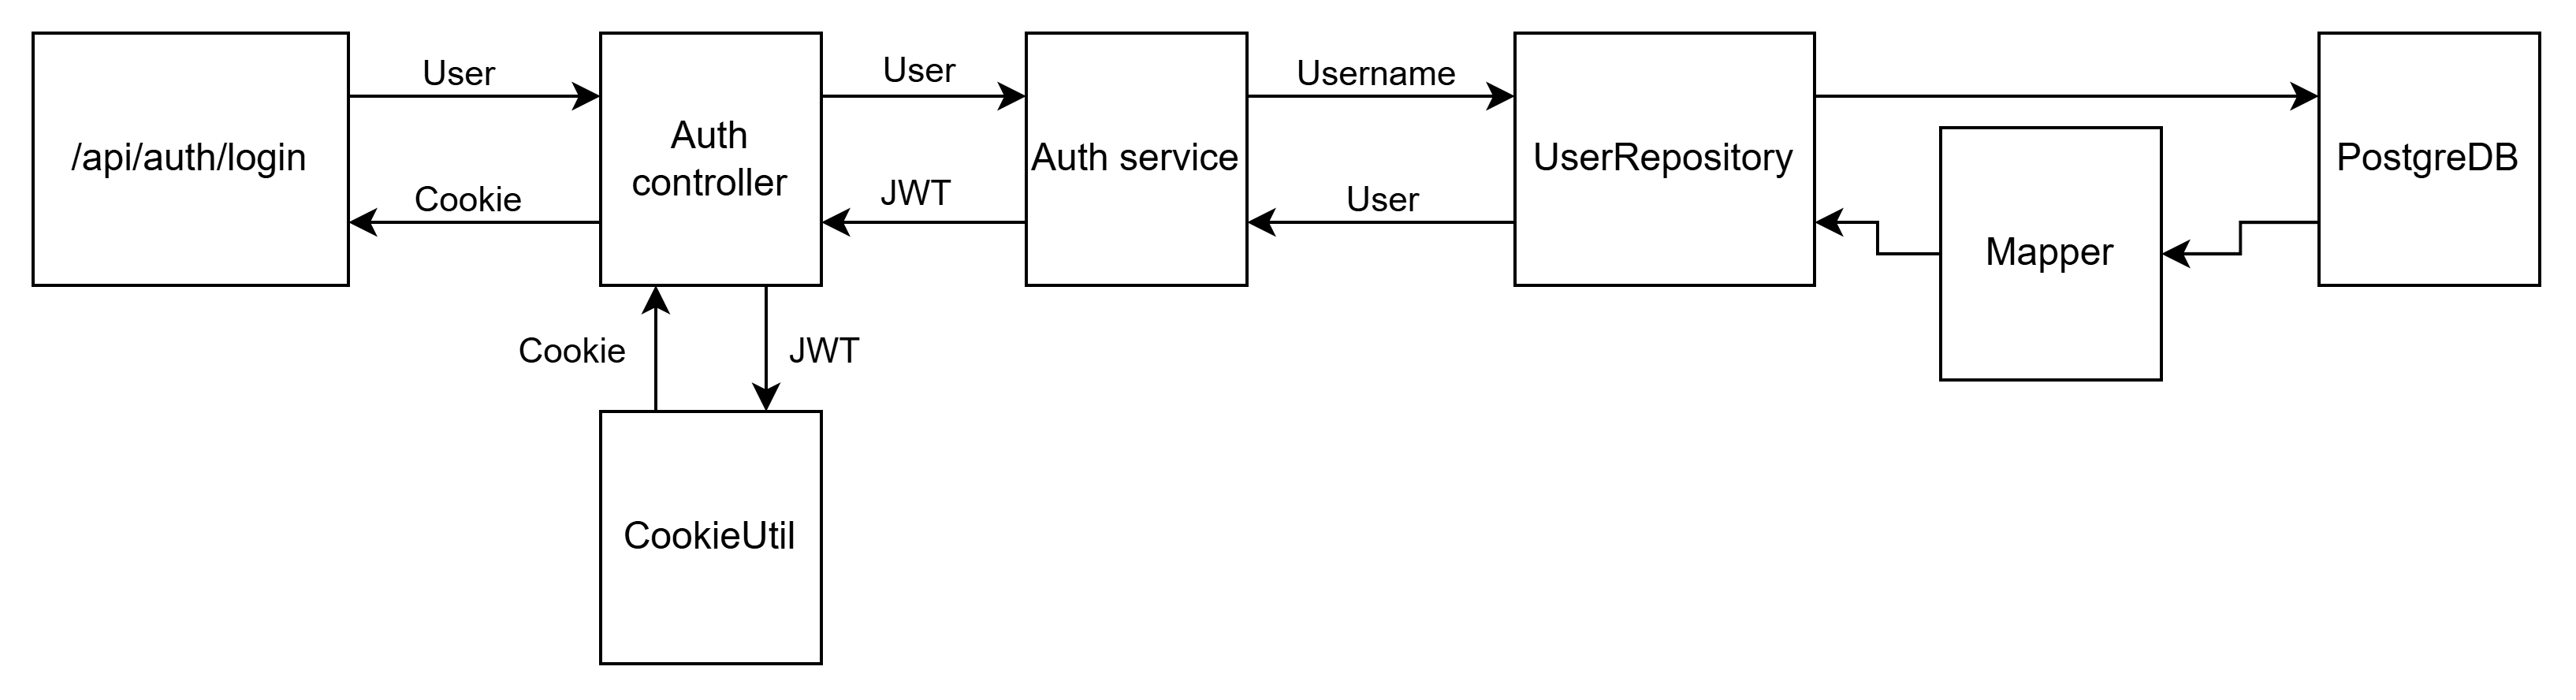 User
User
Username
/api/auth/login
Auth
controller
Auth service
UserRepository
PostgreDB
Cookie
JWT
User
Mapper
Cookie
JWT
CookieUtil